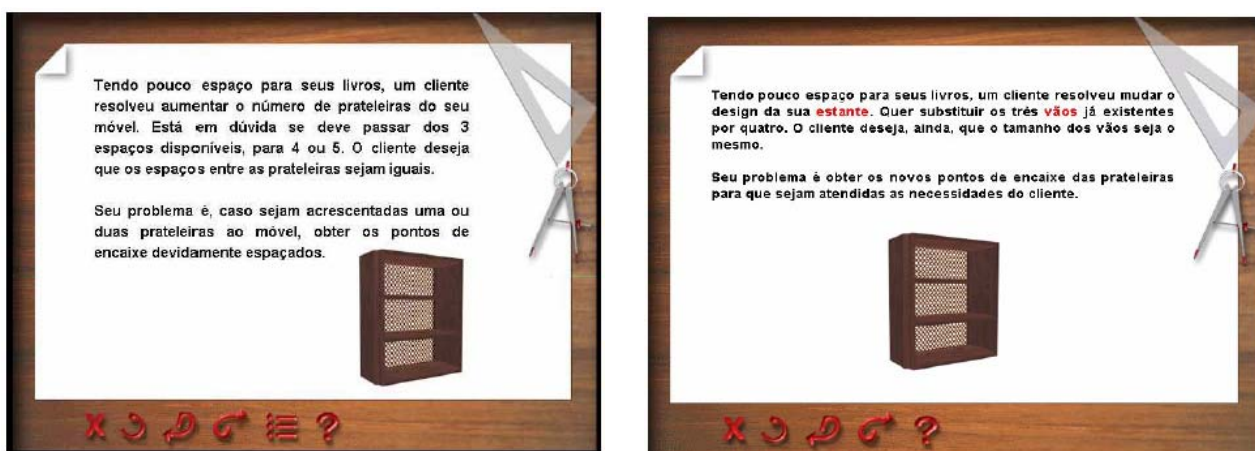 Tendo pouco espaço para seus livros, um cliente
resolveu aumentar o número de prateleiras do seu
móvel. Está em dúvida se deve passar dos 3
espaços disponíveis, para 4 ou 5. O cliente deseja
que os espaços entre as prateleiras sejam iguais.
Seu problema é, caso sejam acrescentadas uma ou
duas prateleiras ao móvel, obter os pontos de
encaixe devidamente espaçados.
X ?
Tendo pouco espaço para seus livros, um cliente resolveu mudar o
design da sua estante. Quer substituir os três vãos já existentes
por quatro. O cliente deseja, ainda, que o tamanho dos vãos seja o
mesmo.
Seu problema é obter os novos pontos de encaixe das prateleiras
para que sejam atendidas as necessidades do cliente.
X ?